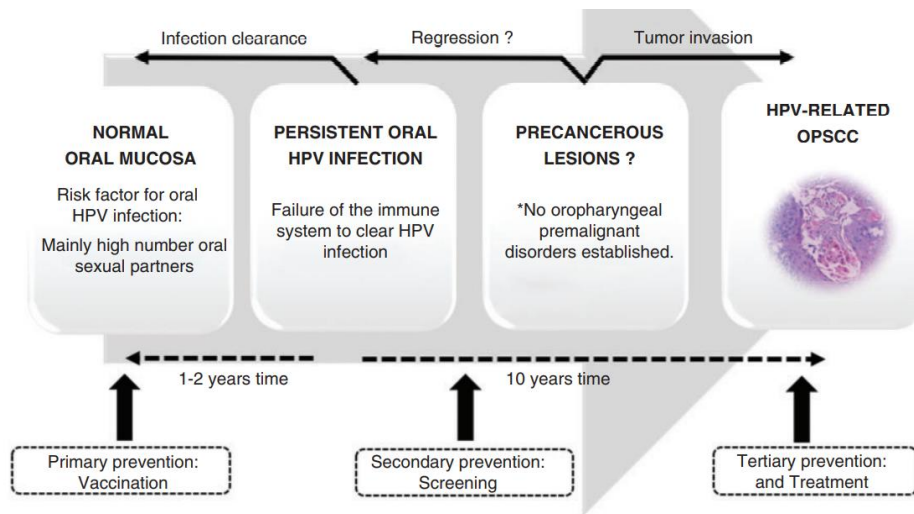 Infection clearance
Regression ?
Tumor invasion
NORMAL
ORAL MUCOSA
Risk factor for oral
HPV infection:
Mainly high number oral
sexual partners
PERSISTENT ORAL
HPV INFECTION
Failure of the immune
system to clear HPV
infection
PRECANCEROUS
LESIONS ?
*No oropharyngeal
premalignant
disorders established.
HPV-RELATED
OPSCC
1-2 years time
10 years time
Primary prevention:
Vaccination
Secondary prevention:
Screening
Tertiary prevention:
and Treatment